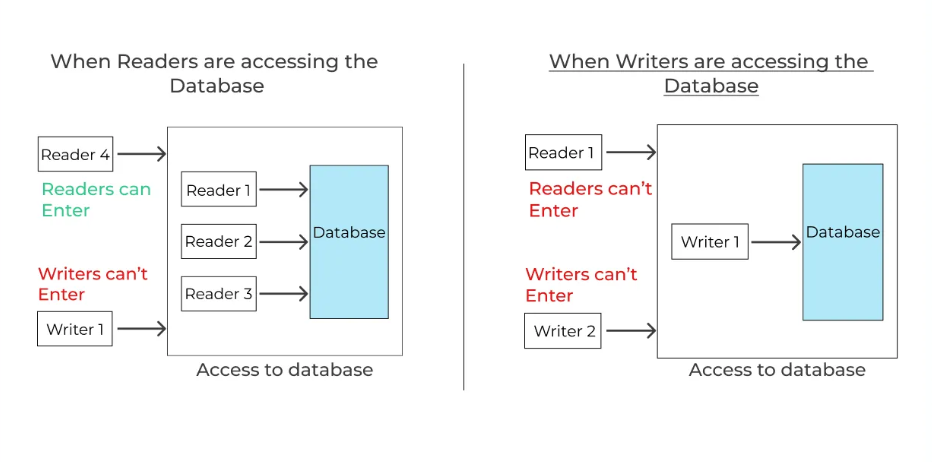 When Readers are accessing the
Database
Reader 4
Readers can
Enter
Writers can't
Enter
Writer 1
Reader 1
Reader 2
Reader 3
Database
Access to database
When Writers are accessing the
Database
Reader 1
Readers can't
Enter
Writers can't
Enter
Writer 2
Writer 1
Database
Access to database